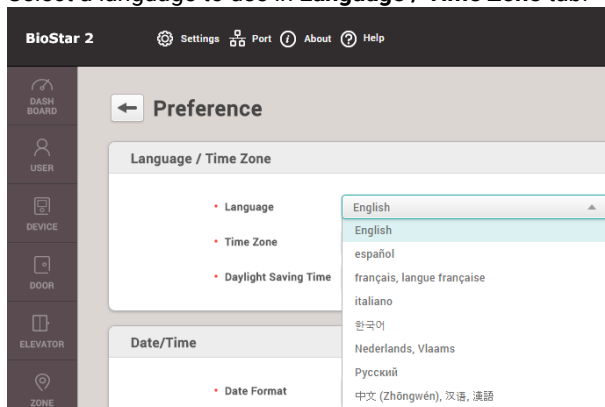 Select a language to use in Language / Time Zone tab.
BioStar 2 Settings Port About Help
DASH
BOARD
Preference
USER
Language / Time Zone
DEVICE
Language English
English
Time Zone
español
Daylight Saving Time français, langue française
DOOR
italiano
한국어
ELEVATOR
Date/Time
Nederlands, Vlaams
Русский
ZONE
Date Format
中文 (Zhōngwén), 汉语, 漢語